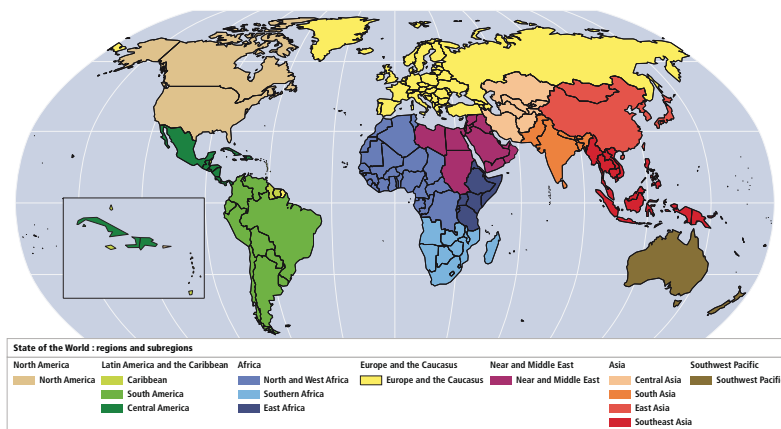 State of the World : regions and subregions
North America
North America
Latin America and the Caribbean
Caribbean
South America
Central America
Africa
North and West Africa
Southern Africa
East Africa
Europe and the Caucasus
Europe and the Caucasus
Near and Middle East
Near and Middle East
Asia
Central Asia
South Asia
East Asia
Southeast Asia
Southwest Pacific
Southwest Pacific